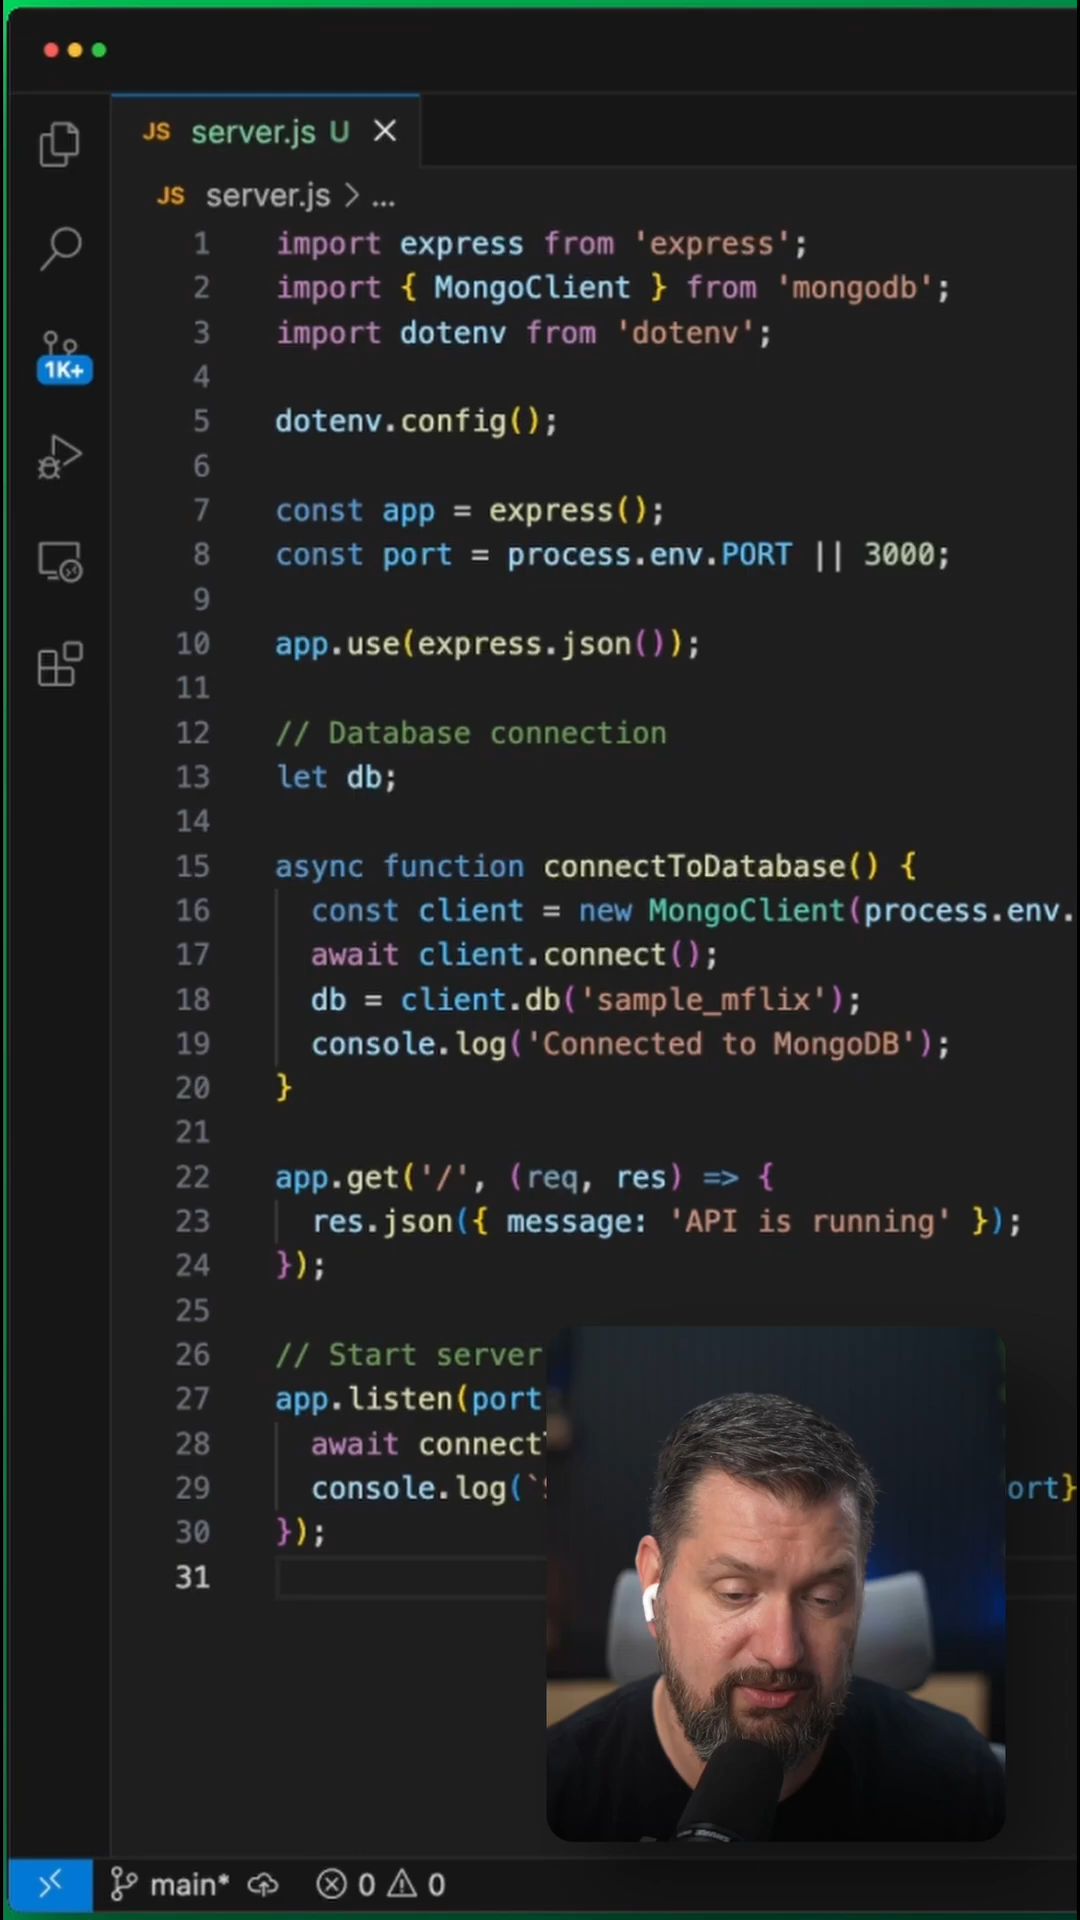 JS server.js U
JS server.js > ...
1 import express from 'express';
2 import { MongoClient } from 'mongodb';
1K+
3 import dotenv from 'dotenv';
4
5 dotenv.config();
6
7 const app = express();
8 const port = process.env.PORT || 3000;
9
10 app.use(express.json());
11
12 // Database connection
13 let db;
14
15 async function connectToDatabase() {
16 const client = new MongoClient(process.env.
17 await client.connect();
18 db = client.db('sample_mflix');
19 console.log('Connected to MongoDB');
20 }
21
22 app.get('/', (req, res) => {
23 res.json({ message: 'API is running' });
24 });
25
26 // Start server
27 app.listen(port
28 await connect
29 console.log(` ort}
30 });
31
main* 0 0